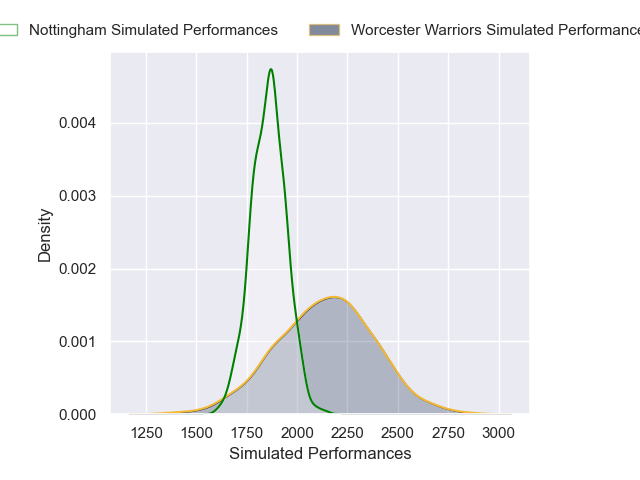 Nottingham Simulated Performances Worcester Warriors Simulated Performance
0.004
0.003
0.002
0.001
0.000
Density
1250 1500 1750 2000 2250 2500 2750 3000
Simulated Performances